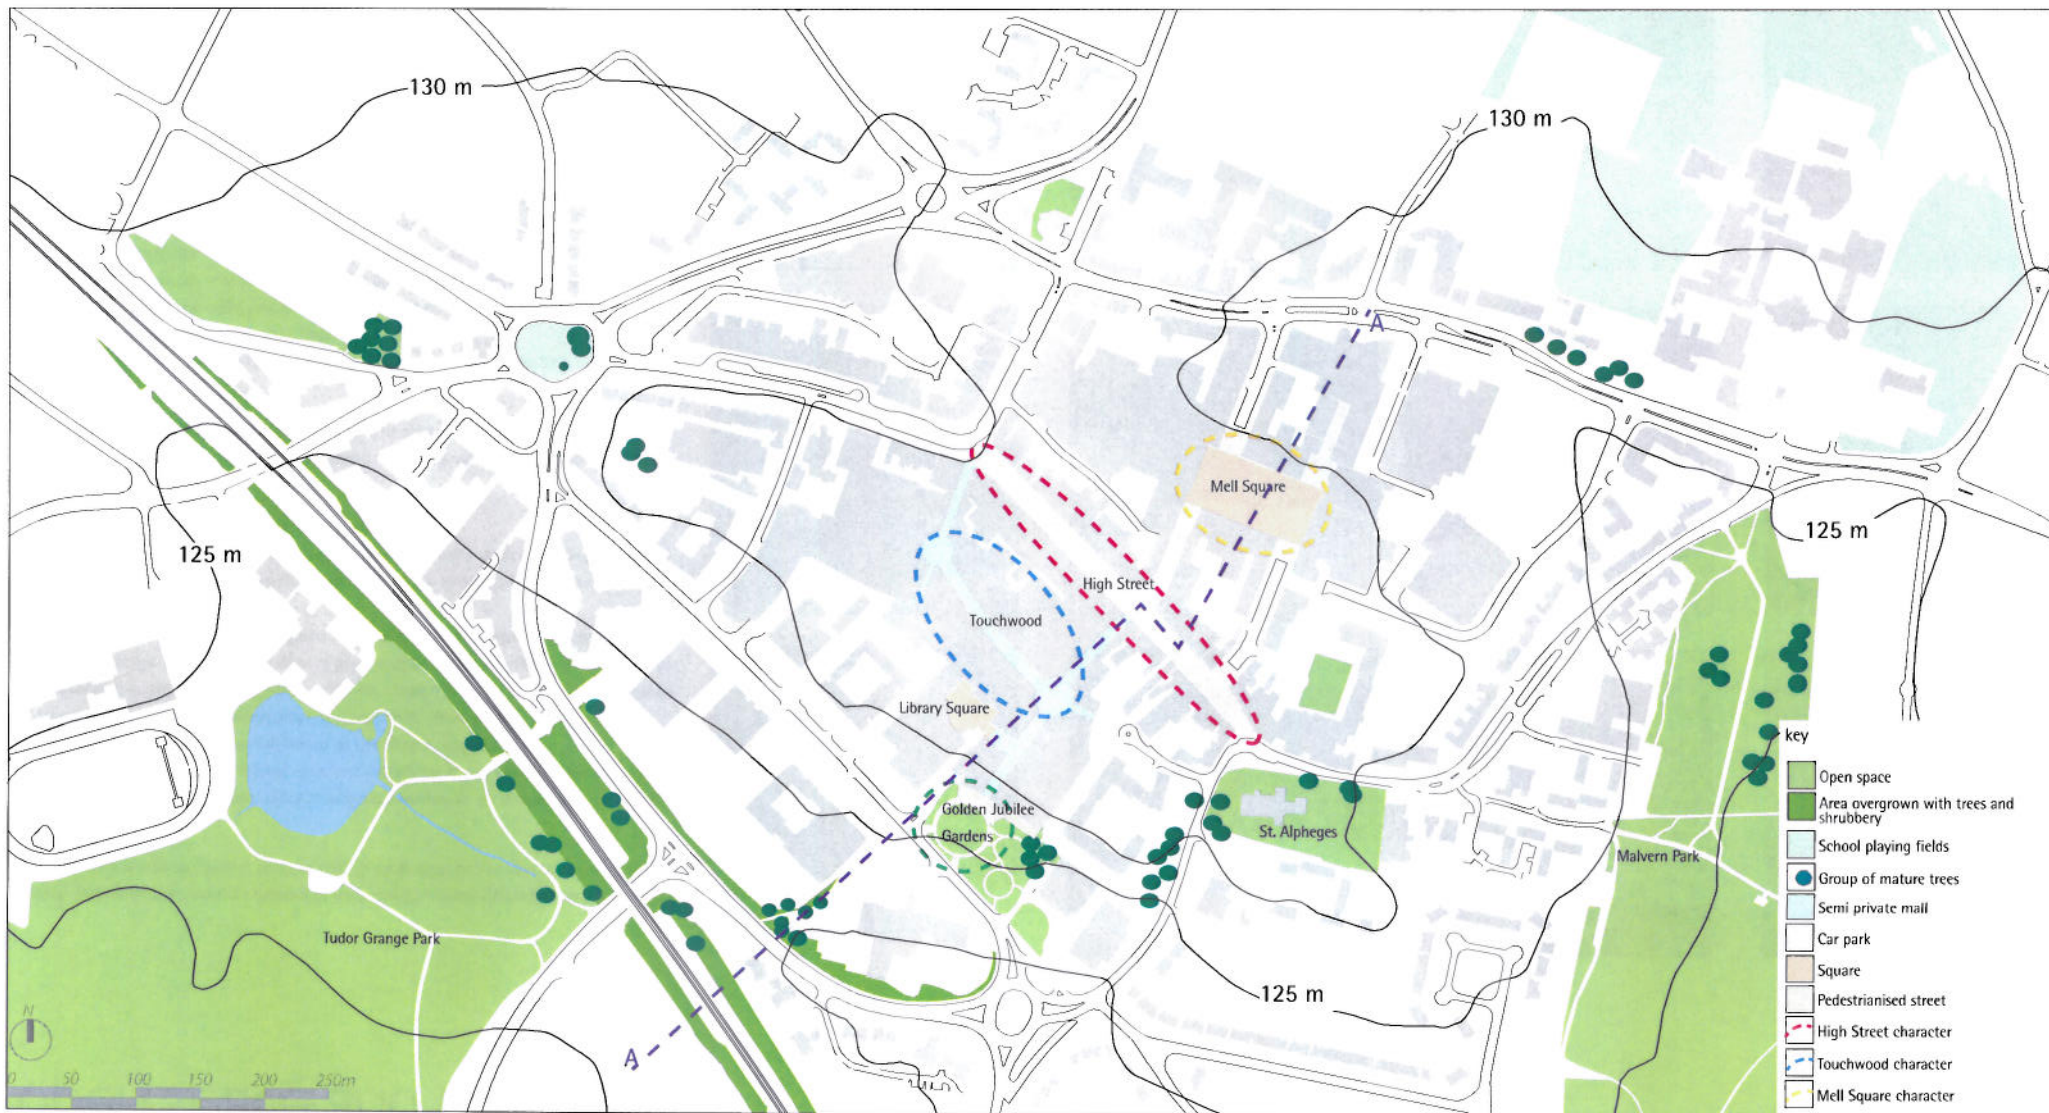 130 m
130 m
A
Mell Square
125 m
125 m
High Street
Touchwood
Library Square
key
Open space
Area overgrown with trees and
shrubbery
Golden Jubilee
Gardens
St. Alpheges
School playing fields
Malvern Park
Group of mature trees
Semi private mall
Tudor Grange Park
Car park
Square
125 m
Pedestrianised street
N
High Street character
A
Touchwood character
0 50 100 150 200 250m
Mell Square character